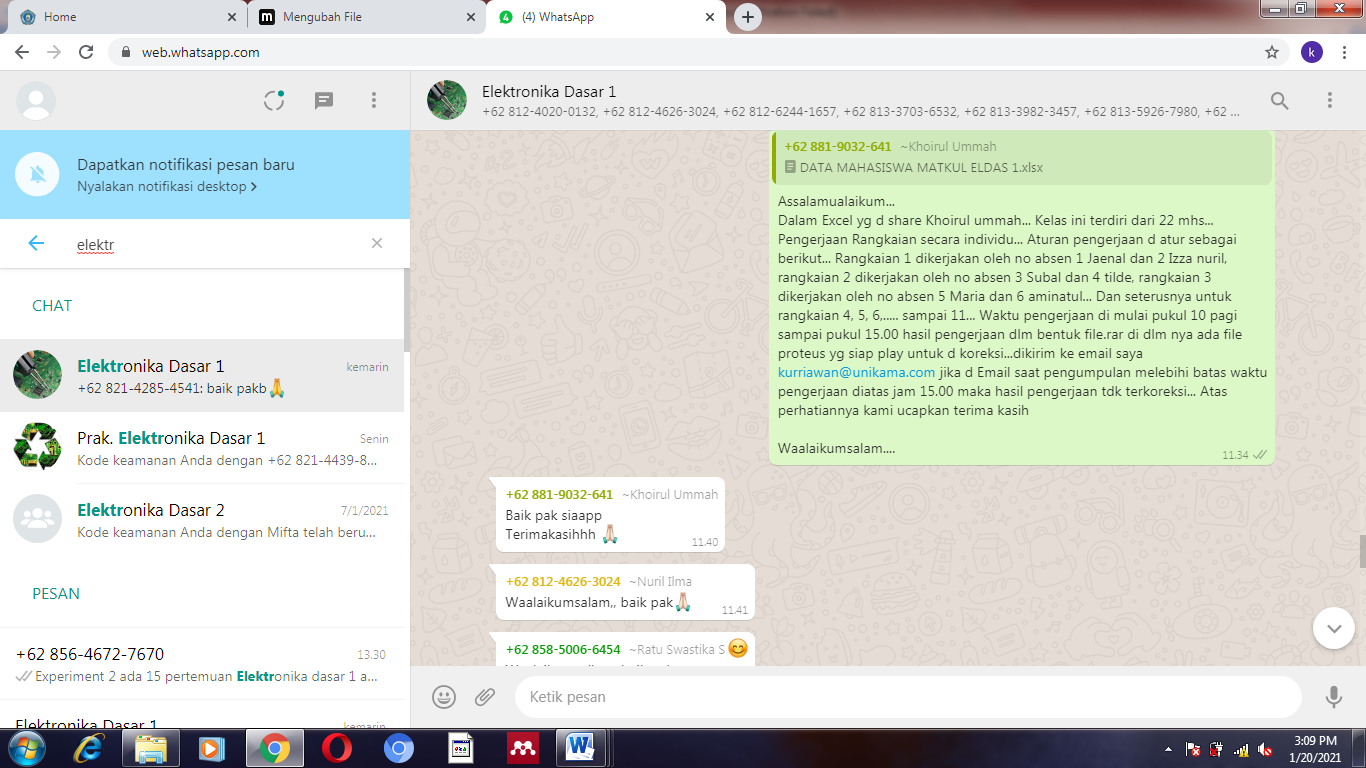 Home
Mengubah File
(4) WhatsApp
web.whatsapp.com
k
Dapatkan notifikasi pesan baru
Nyalakan notifikasi desktop >
elektr
CHAT
Elektronika Dasar 1
kemarin
+62 821-4285-4541: baik pakb🙏
Prak. Elektronika Dasar 1
Senin
Kode keamanan Anda dengan +62 821-4439-8...
Elektronika Dasar 2
7/1/2021
Kode keamanan Anda dengan Mifta telah beru...
PESAN
+62 856-4672-7670
13.30
Experiment 2 ada 15 pertemuan Elektronika dasar 1 a...
Elektronika Dasar 1
kemarin
Elektronika Dasar 1
+62 812-4020-0132, +62 812-4626-3024, +62 812-6244-1657, +62 813-3703-6532, +62 813-3982-3457, +62 813-5926-7980, +62 ...
+62 881-9032-641 ~Khoirul Ummah
DATA MAHASISWA MATKUL ELDAS 1.xlsx
Assalamualaikum...
Dalam Excel yg d share Khoirul ummah... Kelas ini terdiri dari 22 mhs...
Pengerjaan Rangkaian secara individu... Aturan pengerjaan d atur sebagai
berikut... Rangkaian 1 dikerjakan oleh no absen 1 Jaenal dan 2 Izza nuril,
rangkaian 2 dikerjakan oleh no absen 3 Subal dan 4 tilde, rangkaian 3
dikerjakan oleh no absen 5 Maria dan 6 aminatul... Dan seterusnya untuk
rangkaian 4, 5, 6,..... sampai 11... Waktu pengerjaan di mulai pukul 10 pagi
sampai pukul 15.00 hasil pengerjaan dlm bentuk file.rar di dlm nya ada file
proteus yg siap play untuk d koreksi...dikirim ke email saya
kurriawan@unikama.com jika d Email saat pengumpulan melebihi batas waktu
pengerjaan diatas jam 15.00 maka hasil pengerjaan tdk terkoreksi... Atas
perhatiannya kami ucapkan terima kasih
Waalaikumsalam....
11.34
+62 881-9032-641 ~Khoirul Ummah
Baik pak siaapp
Terimakasihhh 🙏🏻
11.40
+62 812-4626-3024 ~Nuril Ilma
Waalaikumsalam,, baik pak🙏🏻
11.41
+62 858-5006-6454 ~Ratu Swastika S😊
Ketik pesan
3:09 PM
1/20/2021